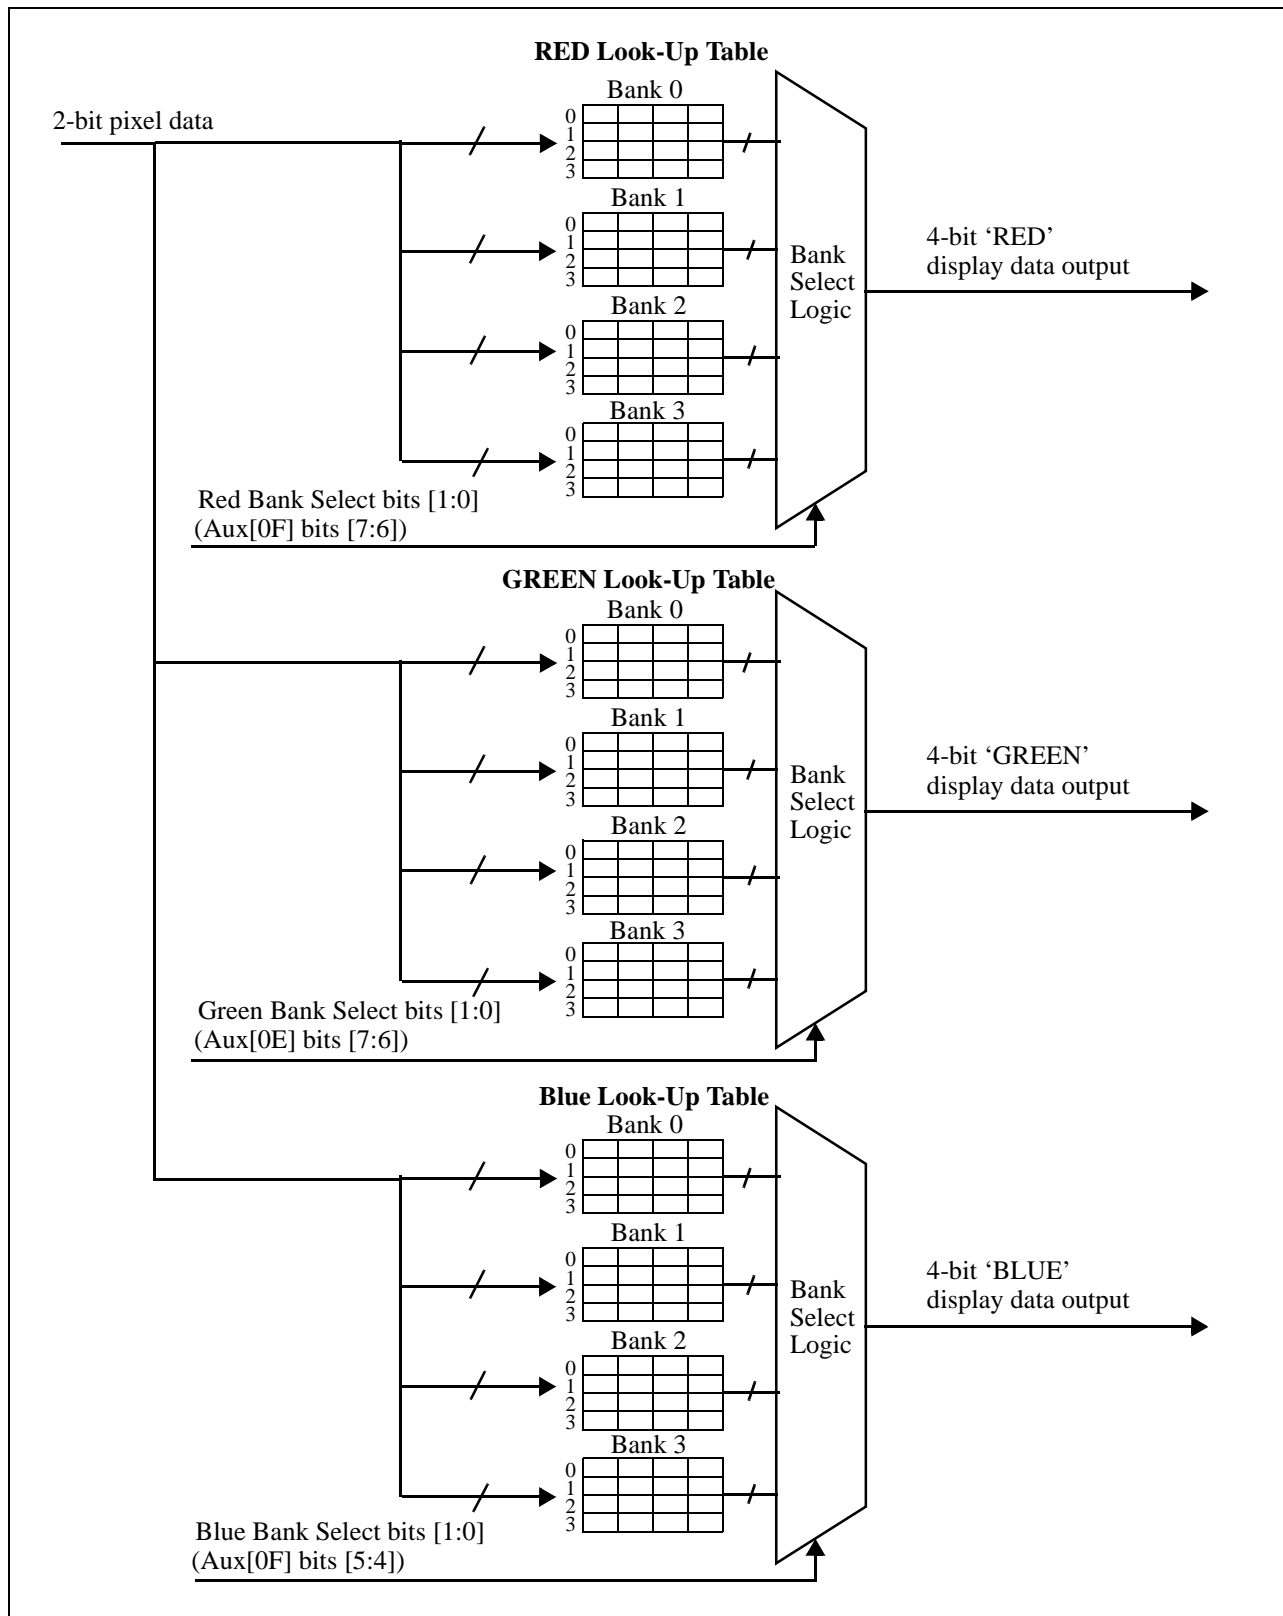 RED Look-Up Table
2-bit pixel data
Bank 0
0
1
2
3
Bank 1
0
1
2
3
Bank 2
0
1
2
3
Bank 3
0
1
2
3
Bank
Select
Logic
4-bit ‘RED’
display data output
Red Bank Select bits [1:0]
(Aux[0F] bits [7:6])
GREEN Look-Up Table
Bank 0
0
1
2
3
Bank 1
0
1
2
3
Bank 2
0
1
2
3
Bank 3
0
1
2
3
Bank
Select
Logic
4-bit ‘GREEN’
display data output
Green Bank Select bits [1:0]
(Aux[0E] bits [7:6])
Blue Look-Up Table
Bank 0
0
1
2
3
Bank 1
0
1
2
3
Bank 2
0
1
2
3
Bank 3
0
1
2
3
Bank
Select
Logic
4-bit ‘BLUE’
display data output
Blue Bank Select bits [1:0]
(Aux[0F] bits [5:4])